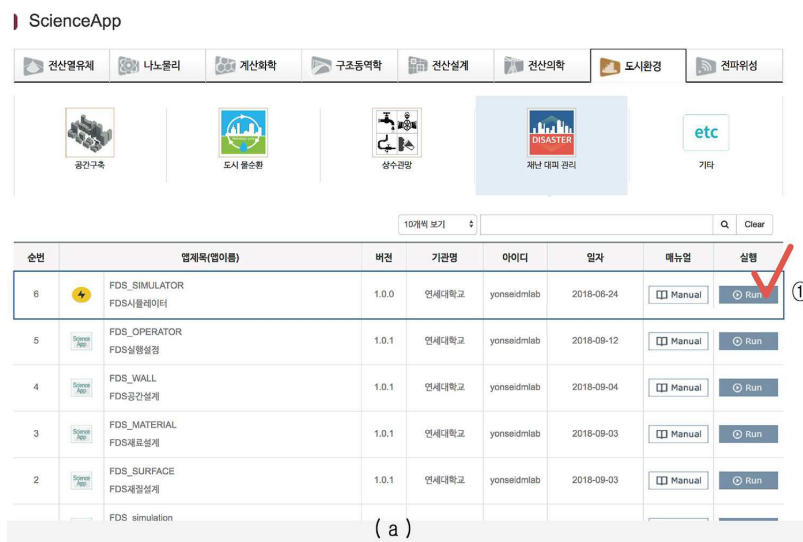 ScienceApp
전산열유체 나노물리 계산화학 구조동역학 전산설계 전산의학 도시환경 전파위성
DISASTER etc
공간구축 도시 물순환 상수관망 재난 대피 관리 기타
10개씩 보기 Clear
순번 앱제목(앱이름) 버전 기관명 아이디 일자 매뉴얼 실행
FDS_SIMULATOR
6 1.0.0 연세대학교 yonseidmlab 2018-06-24 Manual Run ①
FDS시뮬레이터
FDS_OPERATOR
5 Science App 1.0.1 연세대학교 yonseidmlab 2018-09-12 Manual Run
FDS실행설정
FDS_WALL
4 Science App 1.0.1 연세대학교 yonseidmlab 2018-09-04 Manual Run
FDS공간설계
FDS_MATERIAL
3 Science App 1.0.1 연세대학교 yonseidmlab 2018-09-03 Manual Run
FDS재료설계
FDS_SURFACE
2 Science App 1.0.1 연세대학교 yonseidmlab 2018-09-03 Manual Run
FDS재질설계
FDS_simulation
( a )